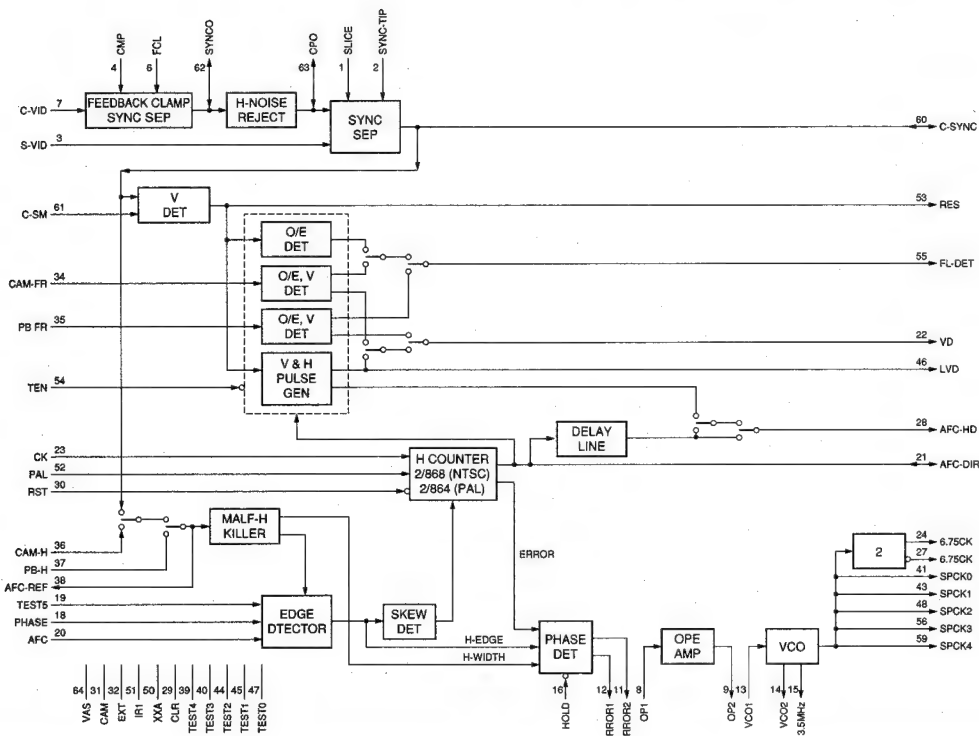 CMP
FCL
SYNCO
CPO
SLICE
SYNC-TIP
4
6
62
63
1
2
C-VID
7
FEEDBACK CLAMP
SYNC SEP
H-NOISE
REJECT
SYNC
SEP
S-VID
3
60
C-SYNC
C-SM
61
V
DET
53
RES
O/E
DET
CAM-FR
34
O/E, V
DET
55
FL-DET
PB FR
35
O/E, V
DET
22
VD
V & H
PULSE
GEN
46
LVD
TEN
54
DELAY
LINE
28
AFC-HD
CK
23
H COUNTER
2/868 (NTSC)
2/864 (PAL)
21
AFC-DIR
PAL
52
RST
30
MALF-H
KILLER
CAM-H
36
PB-H
37
AFC-REF
38
ERROR
2
24
6.75CK
27
6.75CK
41
SPCK0
43
SPCK1
48
SPCK2
56
SPCK3
59
SPCK4
TEST5
19
PHASE
18
AFC
20
EDGE
DTECTOR
SKEW
DET
H-EDGE
H-WIDTH
PHASE
DET
OPE
AMP
VCO
16
HOLD
12
RROR1
11
RROR2
8
OP1
9
OP2
13
VCO1
14
VCO2
15
3.5MHz
64
VAS
31
CAM
32
EXT
51
IR1
50
XXA
29
CLR
39
TEST4
40
TEST3
44
TEST2
45
TEST1
47
TEST0